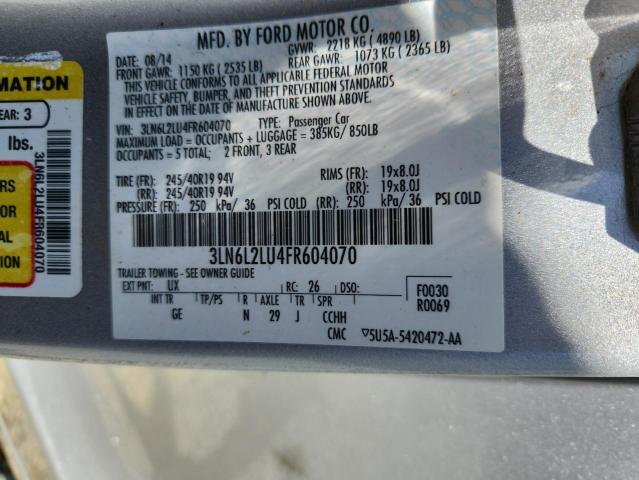 MFD. BY FORD MOTOR CO.
DATE: 08/14 GVWR: 2218 KG ( 4890 LB)
FRONT GAWR: 1150 KG ( 2535 LB) REAR GAWR: 1073 KG ( 2365 LB)
THIS VEHICLE CONFORMS TO ALL APPLICABLE FEDERAL MOTOR
VEHICLE SAFETY, BUMPER, AND THEFT PREVENTION STANDARDS
IN EFFECT ON THE DATE OF MANUFACTURE SHOWN ABOVE.
VIN: 3LN6L2LU4FR604070 TYPE: Passenger Car
MAXIMUM LOAD = OCCUPANTS + LUGGAGE = 385KG/ 850LB
OCCUPANTS = 5 TOTAL; 2 FRONT, 3 REAR
TIRE (FR): 245/40R19 94V RIMS (FR): 19x8.0J
(RR): 245/40R19 94V (RR): 19x8.0J
PRESSURE (FR): 250 kPa/ 36 PSI COLD (RR): 250 kPa/ 36 PSI COLD
3LN6L2LU4FR604070
TRAILER TOWING - SEE OWNER GUIDE
EXT PNT: UX RC: 26 DSO: F0030
INT TR TP/PS R AXLE TR SPR R0069
GE N 29 J CCHH
CMC ▽5U5A-5420472-AA
MATION
EAR: 3
lbs.
RS
OR
AL
NG
3LN6L2LU4FR604070